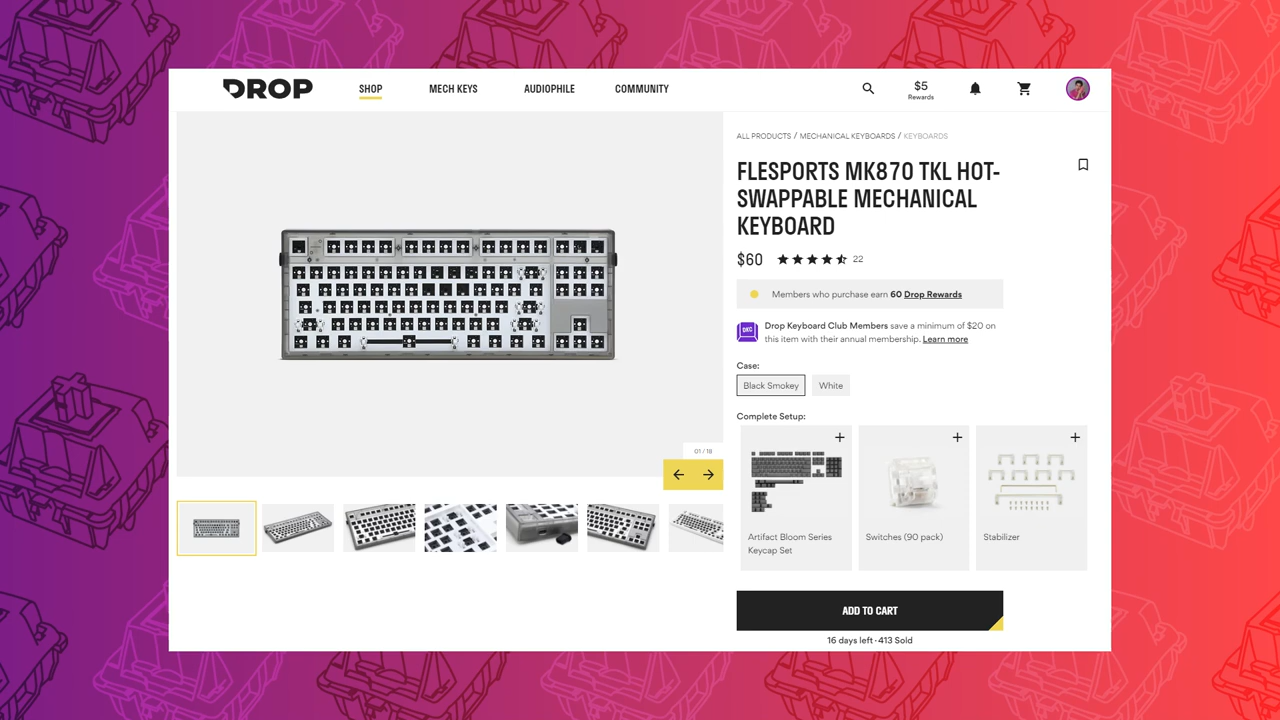 DROP
SHOP
MECH KEYS
AUDIOPHILE
COMMUNITY
$5
Rewards
ALL PRODUCTS / MECHANICAL KEYBOARDS / KEYBOARDS
FLESPORTS MK870 TKL HOT-
SWAPPABLE MECHANICAL
KEYBOARD
$60
22
Members who purchase earn 60 Drop Rewards
DKC
Drop Keyboard Club Members save a minimum of $20 on
this item with their annual membership. Learn more
Case:
Black Smokey
White
Complete Setup:
01 / 18
Artifact Bloom Series
Keycap Set
Switches (90 pack)
Stabilizer
ADD TO CART
16 days left · 413 Sold